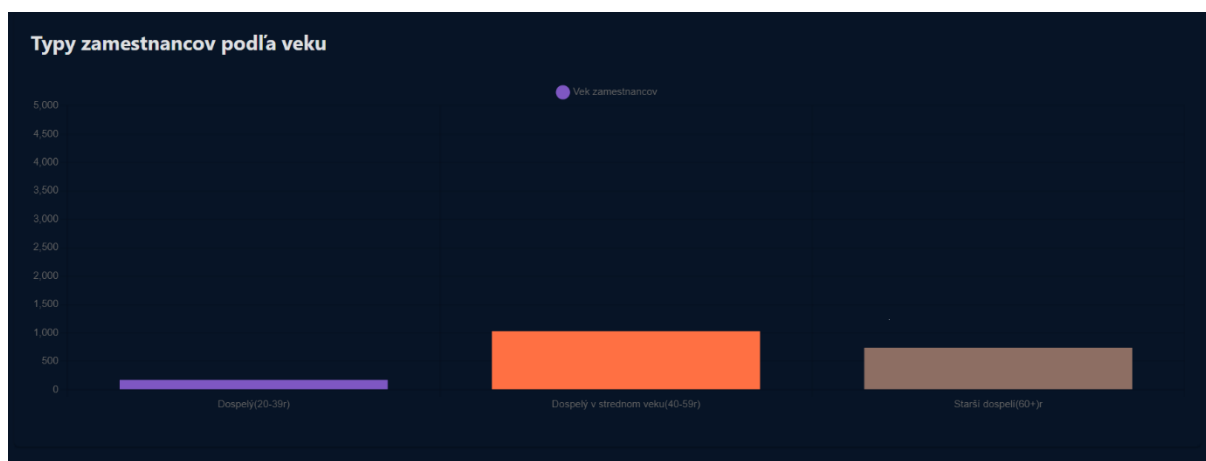 Typy zamestnancov podľa veku
Vek zamestnancov
5,000
4,500
4,000
3,500
3,000
2,500
2,000
1,500
1,000
500
0
Dospelý(20-39r)
Dospelý v strednom veku(40-59r)
Starší dospelí(60+)r